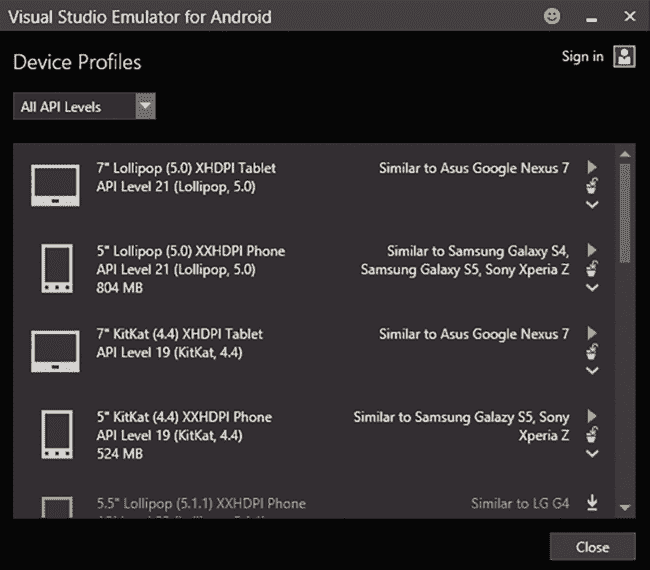 Visual Studio Emulator for Android
Device Profiles
Sign in
All API Levels
7" Lollipop (5.0) XHDPI Tablet
Similar to Asus Google Nexus 7
API Level 21 (Lollipop, 5.0)
5" Lollipop (5.0) XXHDPI Phone
Similar to Samsung Galaxy S4,
API Level 21 (Lollipop, 5.0)
Samsung Galaxy S5, Sony Xperia Z
804 MB
7" KitKat (4.4) XHDPI Tablet
Similar to Asus Google Nexus 7
API Level 19 (KitKat, 4.4)
5" KitKat (4.4) XXHDPI Phone
Similar to Samsung Galazy S5, Sony
API Level 19 (KitKat, 4.4)
Xperia Z
524 MB
5.5" Lollipop (5.1.1) XXHDPI Phone
Similar to LG G4
Close